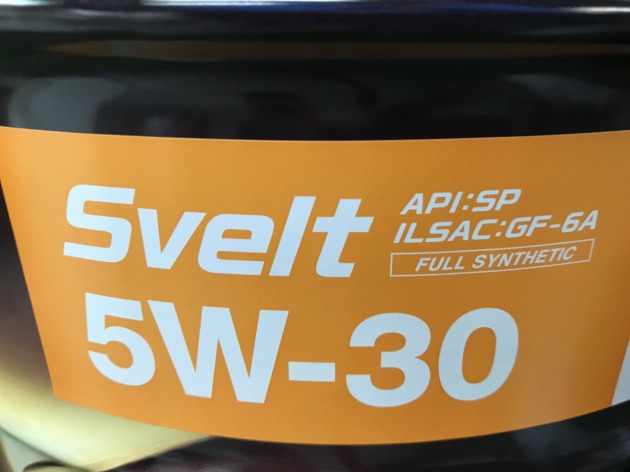 Svelt
API:SP
ILSAC:GF-6A
FULL SYNTHETIC
5W-30